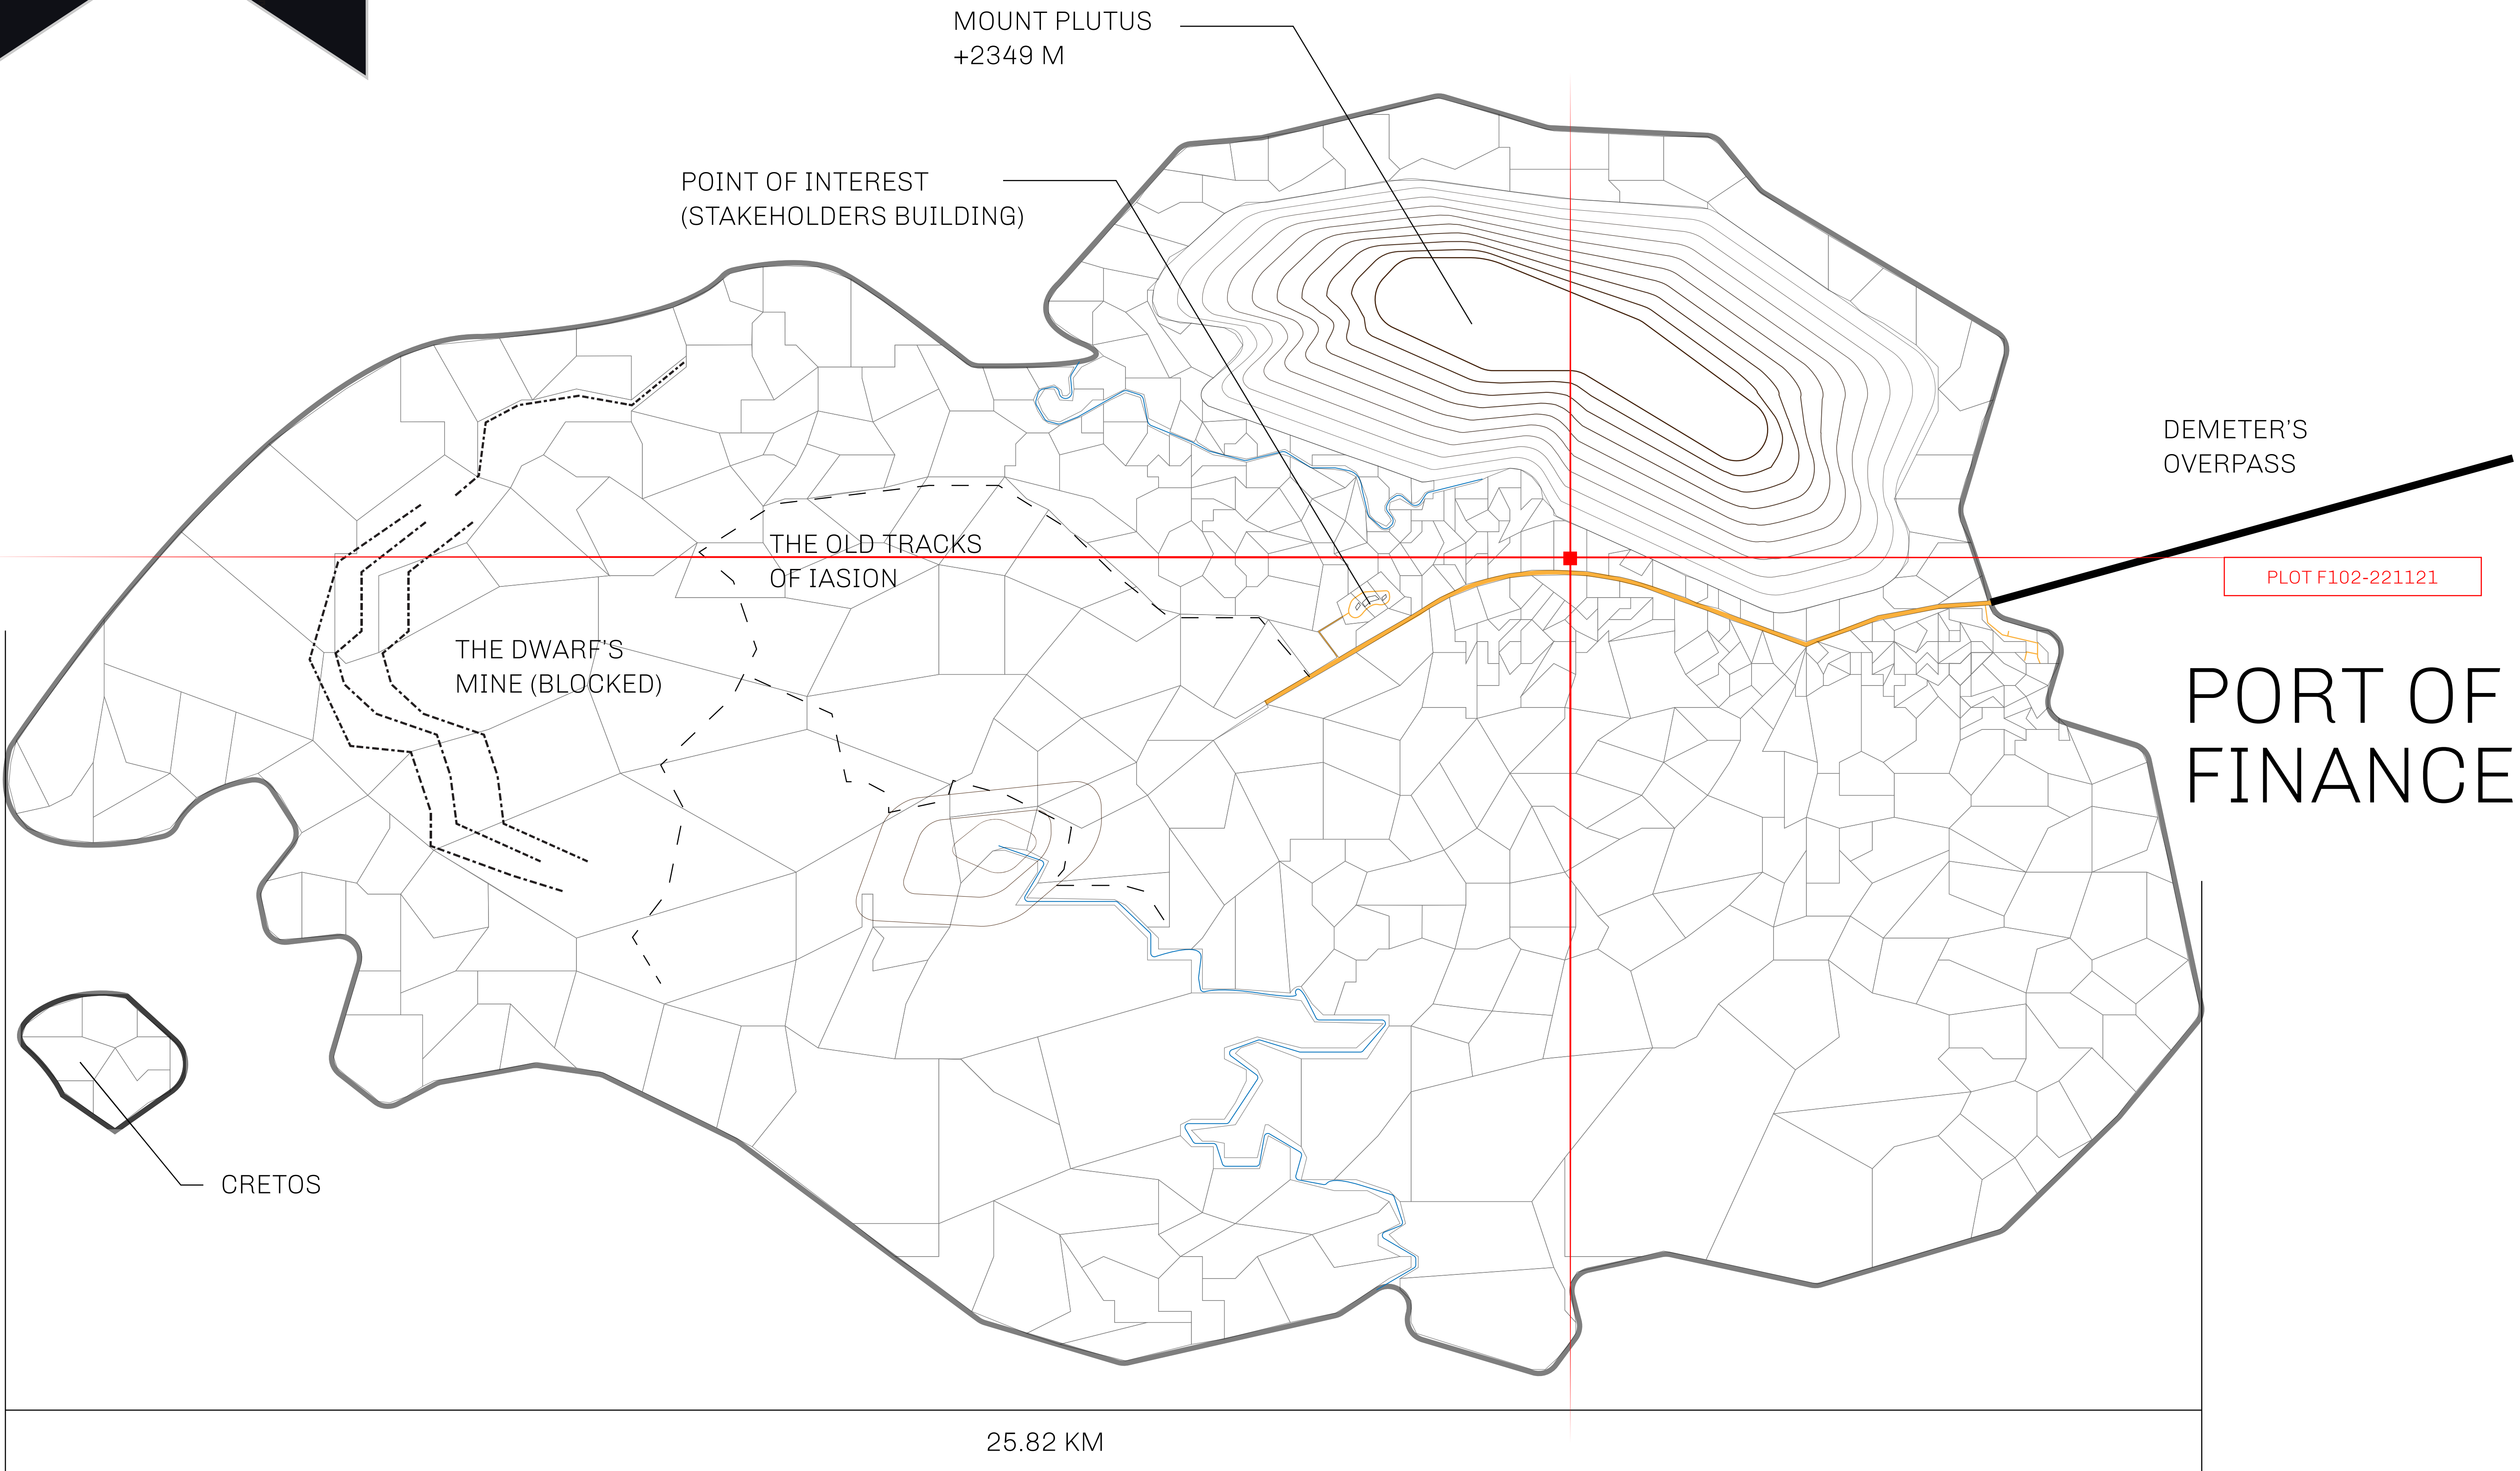 MOUNT PLUTUS
+2349 M
POINT OF INTEREST
(STAKEHOLDERS BUILDING)
DEMETER'S
OVERPASS
THE OLD TRACKS
OF IASION
PLOT F102-221121
THE DWARF'S
MINE (BLOCKED)
PORT OF
FINANCE
CRETOS
25.82 KM